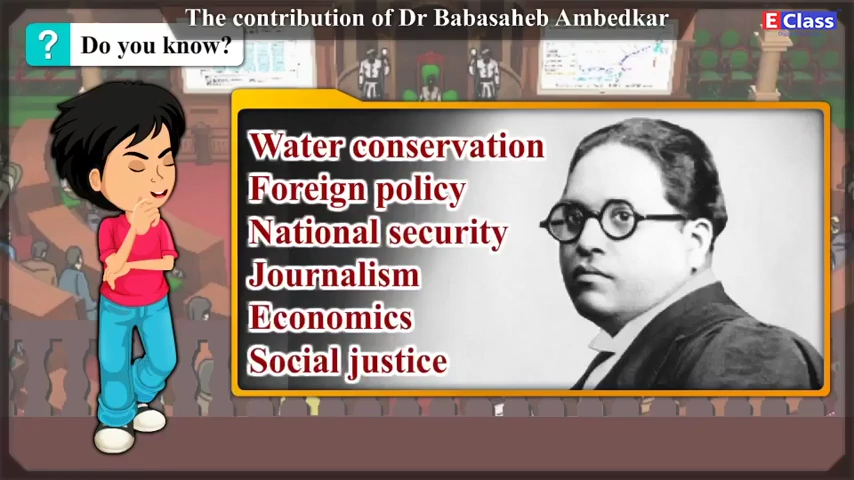 The contribution of Dr Babasaheb Ambedkar
E Class
? Do you know?
Water conservation
Foreign policy
National security
Journalism
Economics
Social justice